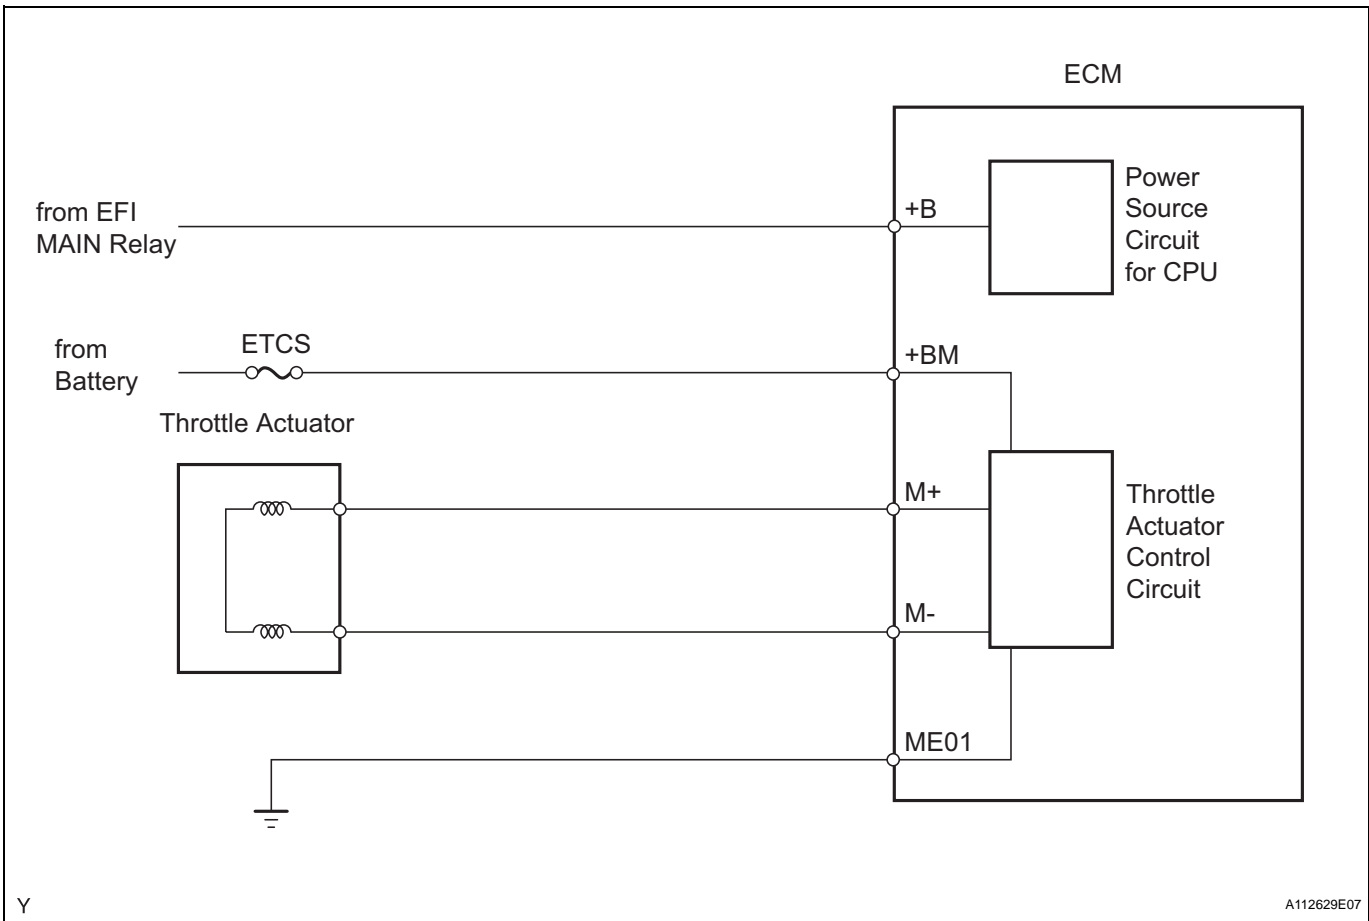 ECM
from EFI
MAIN Relay
+B
Power
Source
Circuit
for CPU
from
Battery
ETCS
+BM
Throttle Actuator
M+
M-
Throttle
Actuator
Control
Circuit
ME01
Y
A112629E07